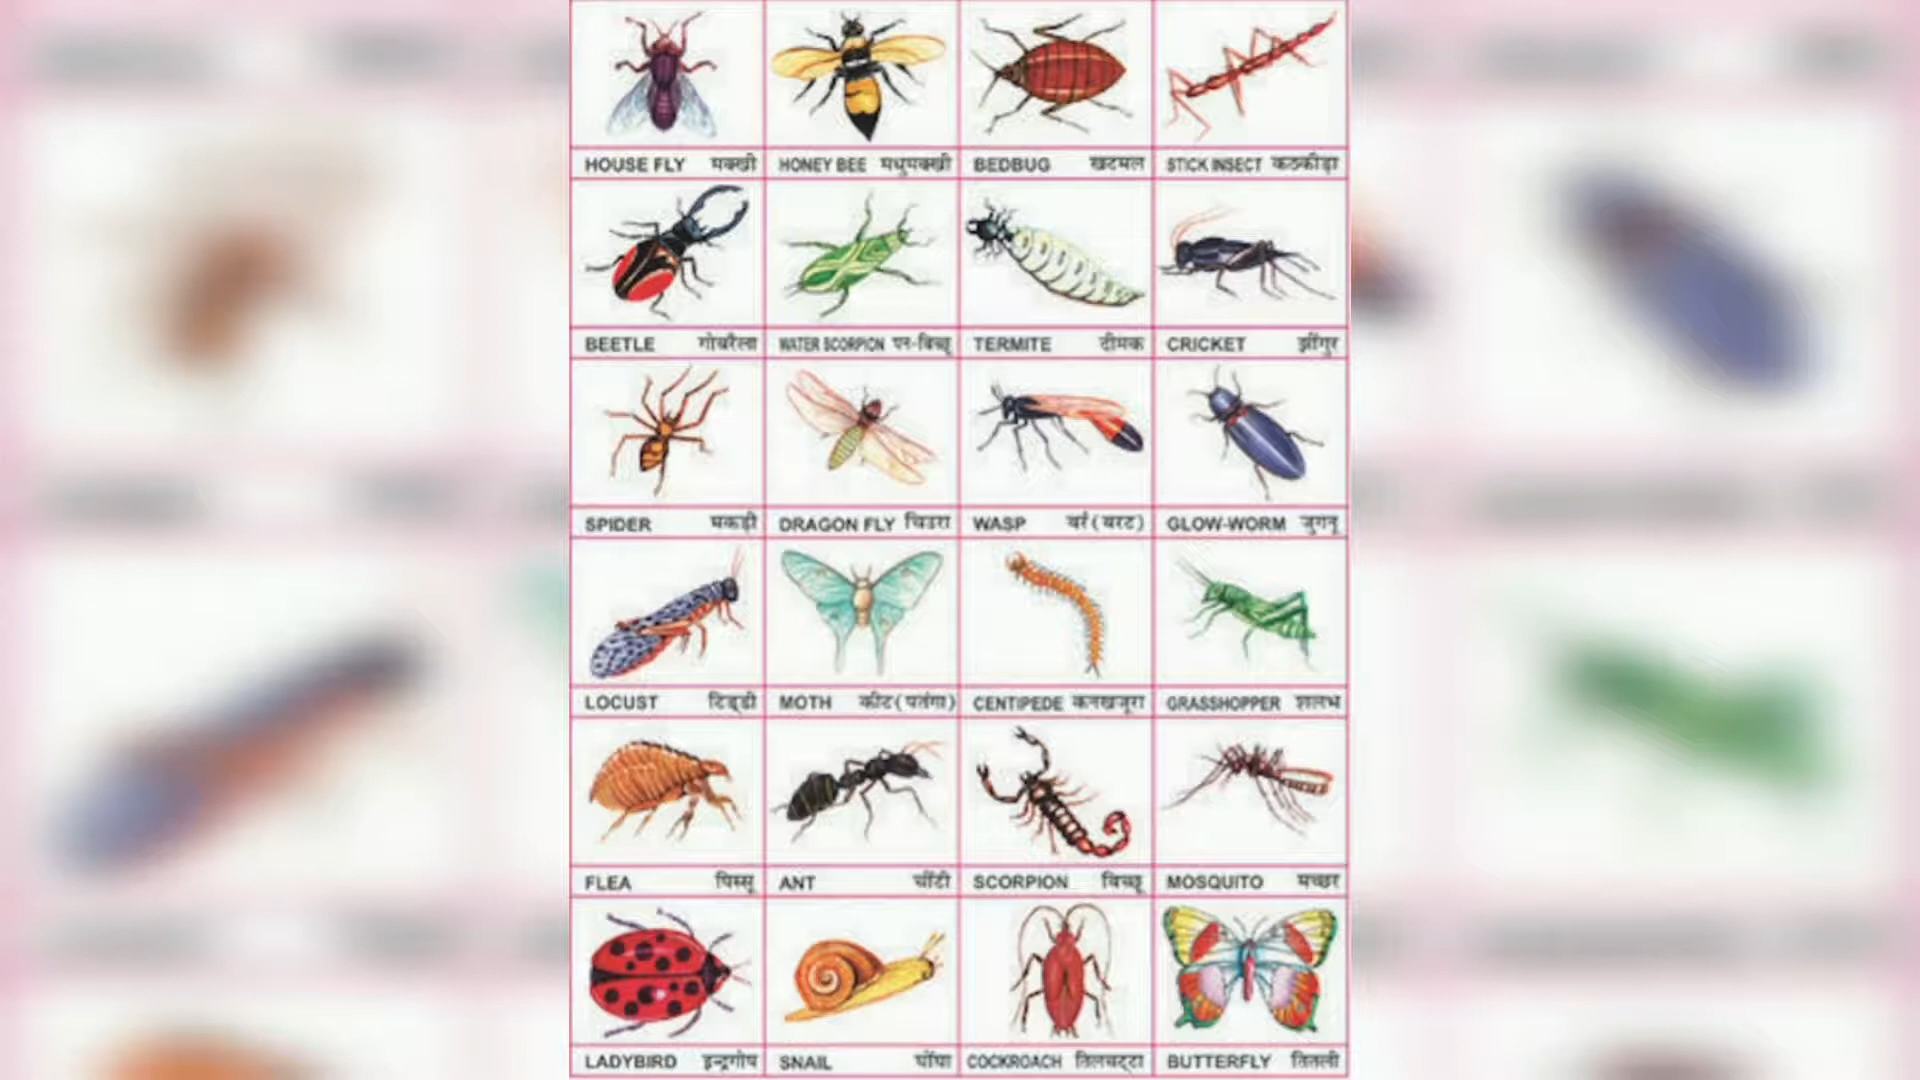 HOUSE FLY मक्खी HONEY BEE मधुमक्खी BEDBUG खटमल STICK INSECT कठकीड़ा
BEETLE गोबरैला WATER SCORPION पन-बिच्छू TERMITE दीमक CRICKET झींगुर
SPIDER मकड़ी DRAGON FLY चिउरा WASP बर्र (बरट) GLOW-WORM जुगनू
LOCUST टिड्डी MOTH कीट (पतंगा) CENTIPEDE कनखजूरा GRASSHOPPER शलभ
FLEA पिस्सू ANT चींटी SCORPION बिच्छू MOSQUITO मच्छर
LADYBIRD इन्द्रगोप SNAIL घोंघा COCKROACH तिलचट्टा BUTTERFLY तितली